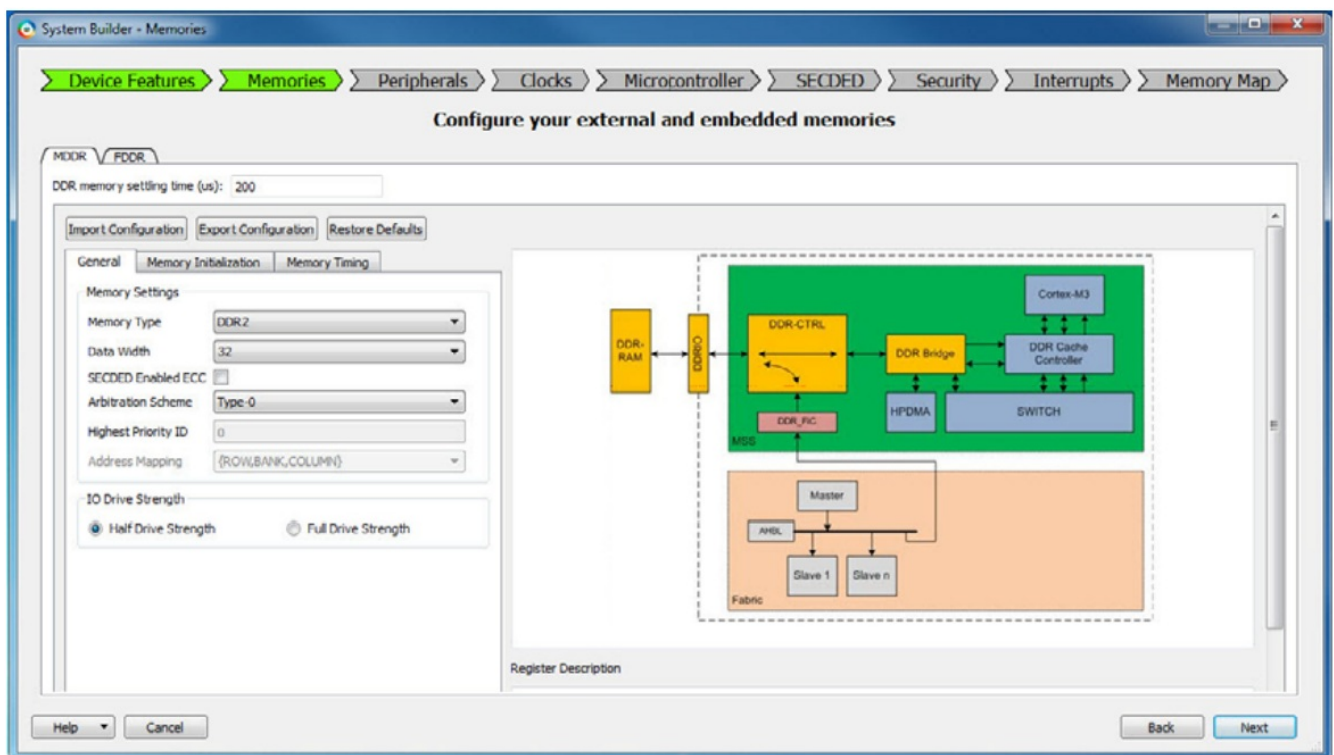 System Builder - Memories
Device Features Memories Peripherals Clocks Microcontroller SECDED Security Interrupts Memory Map
Configure your external and embedded memories
MDDR FDDR
DDR memory settling time (us): 200
Import Configuration Export Configuration Restore Defaults
General Memory Initialization Memory Timing
Memory Settings
Memory Type DDR2
Data Width 32
SECDED Enabled ECC
Arbitration Scheme Type-0
Highest Priority ID 0
Address Mapping {ROW,BANK,COLUMN}
IO Drive Strength
Half Drive Strength Full Drive Strength
DDR-
RAM
DDRIO
DDR-CTRL
DDR_FIC
DDR Bridge
Cortex-M3
DDR Cache
Controller
HPDMA
SWITCH
MSS
Master
AHBL
Slave 1
Slave n
Fabric
Register Description
Help Cancel Back Next